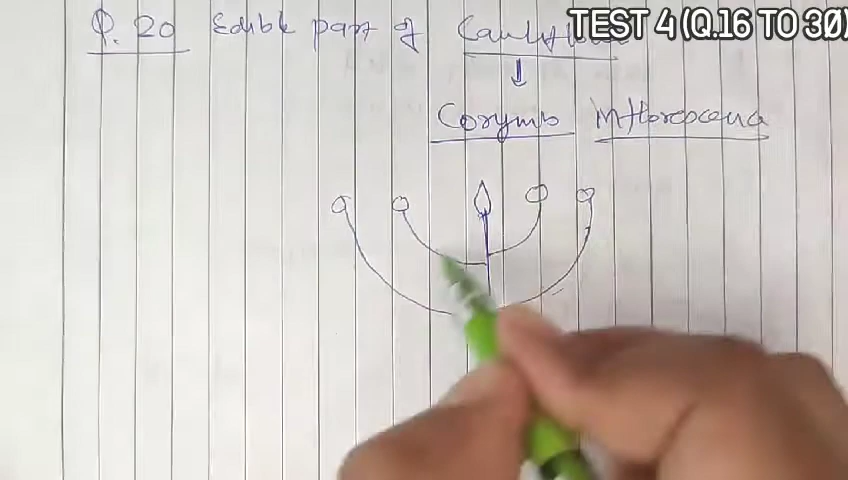 Q. 20 Edible part of Cauliflower TEST 4 (Q.16 TO 30)
Corymb Inflorescence